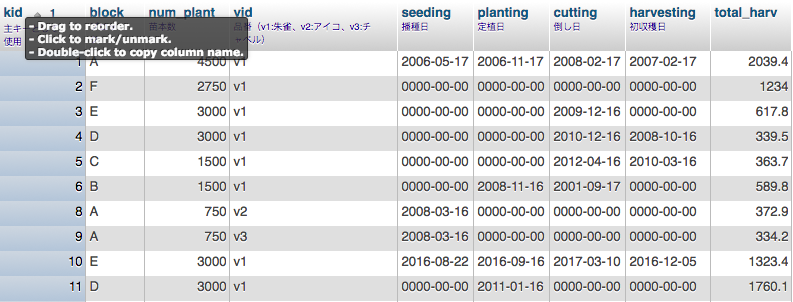 kid 1 block num_plant vid seeding planting cutting harvesting total_harv
主キー 苗本数 品番（v1:朱雀、v2:アイコ、v3:チ 播種日 定植日 倒し日 初収穫日
使用 ベル）
- Drag to reorder.
- Click to mark/unmark.
- Double-click to copy column name.
1 A 4500 v1 2006-05-17 2006-11-17 2008-02-17 2007-02-17 2039.4
2 F 2750 v1 0000-00-00 0000-00-00 0000-00-00 0000-00-00 1234
3 E 3000 v1 0000-00-00 0000-00-00 2009-12-16 0000-00-00 617.8
4 D 3000 v1 0000-00-00 0000-00-00 2010-12-16 2008-10-16 339.5
5 C 1500 v1 0000-00-00 0000-00-00 2012-04-16 2010-03-16 363.7
6 B 1500 v1 0000-00-00 2008-11-16 2001-09-17 0000-00-00 589.8
8 A 750 v2 2008-03-16 0000-00-00 0000-00-00 0000-00-00 372.9
9 A 750 v3 2008-03-16 0000-00-00 0000-00-00 0000-00-00 334.2
10 E 3000 v1 2016-08-22 2016-09-16 2017-03-10 2016-12-05 1323.4
11 D 3000 v1 0000-00-00 2011-01-16 0000-00-00 0000-00-00 1760.1